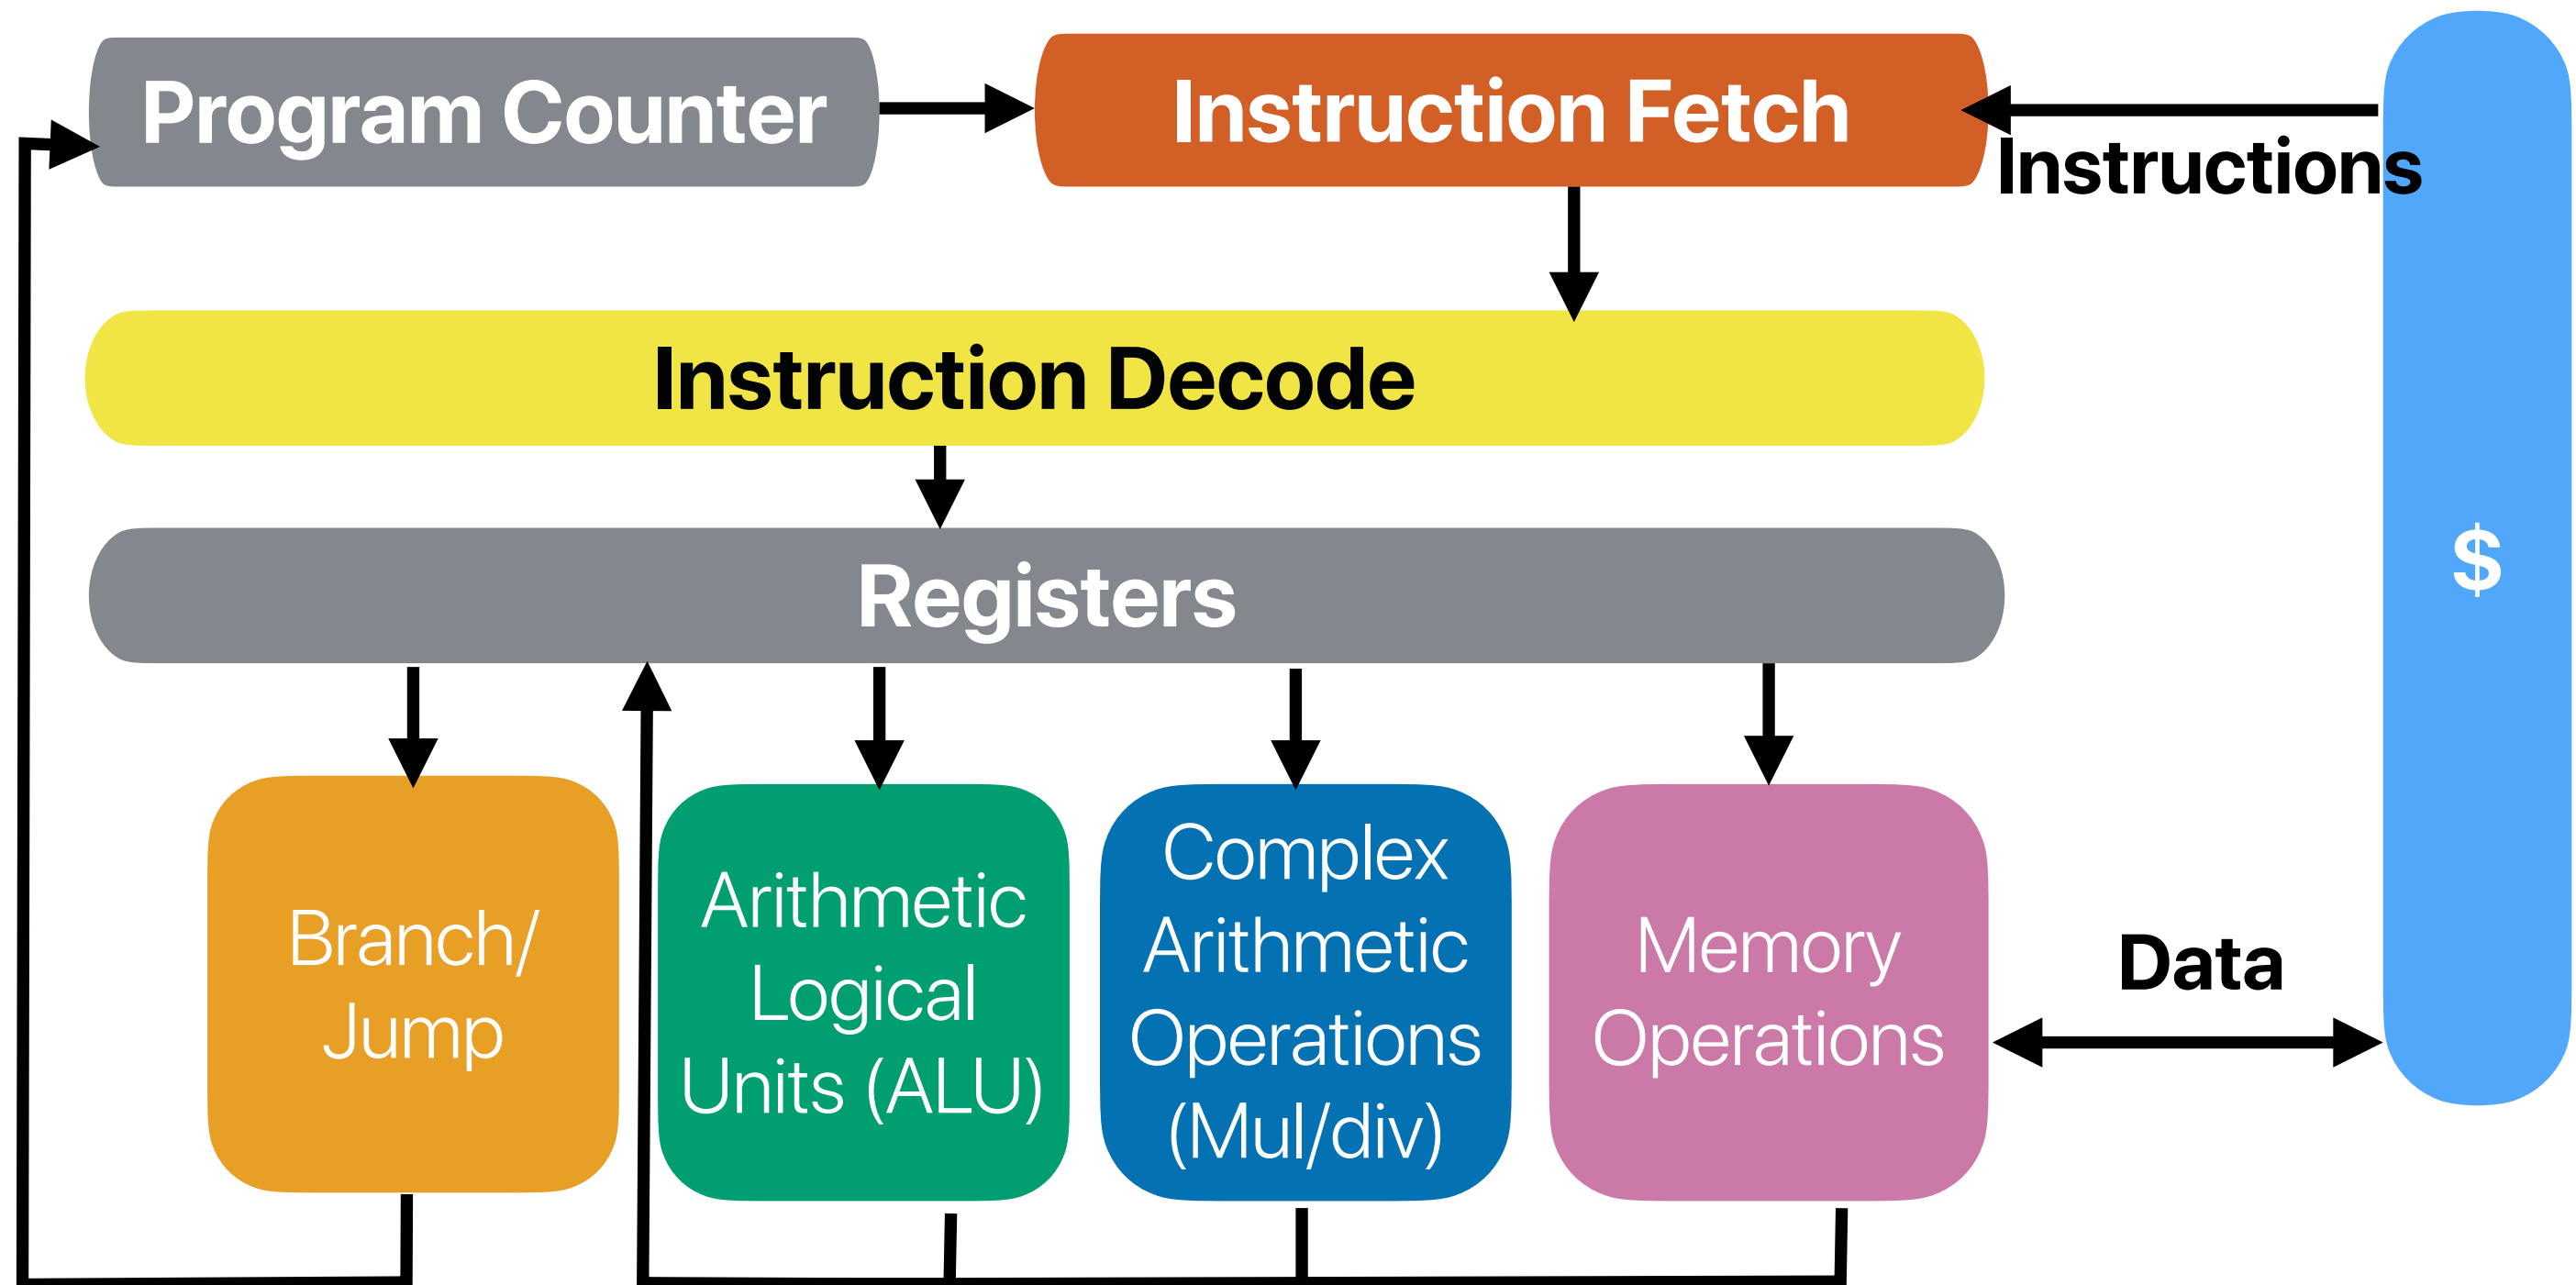 Program Counter
Instruction Fetch
Instructions
Instruction Decode
Registers
$
Branch/
Jump
Arithmetic
Logical
Units (ALU)
Complex
Arithmetic
Operations
(Mul/div)
Memory
Operations
Data